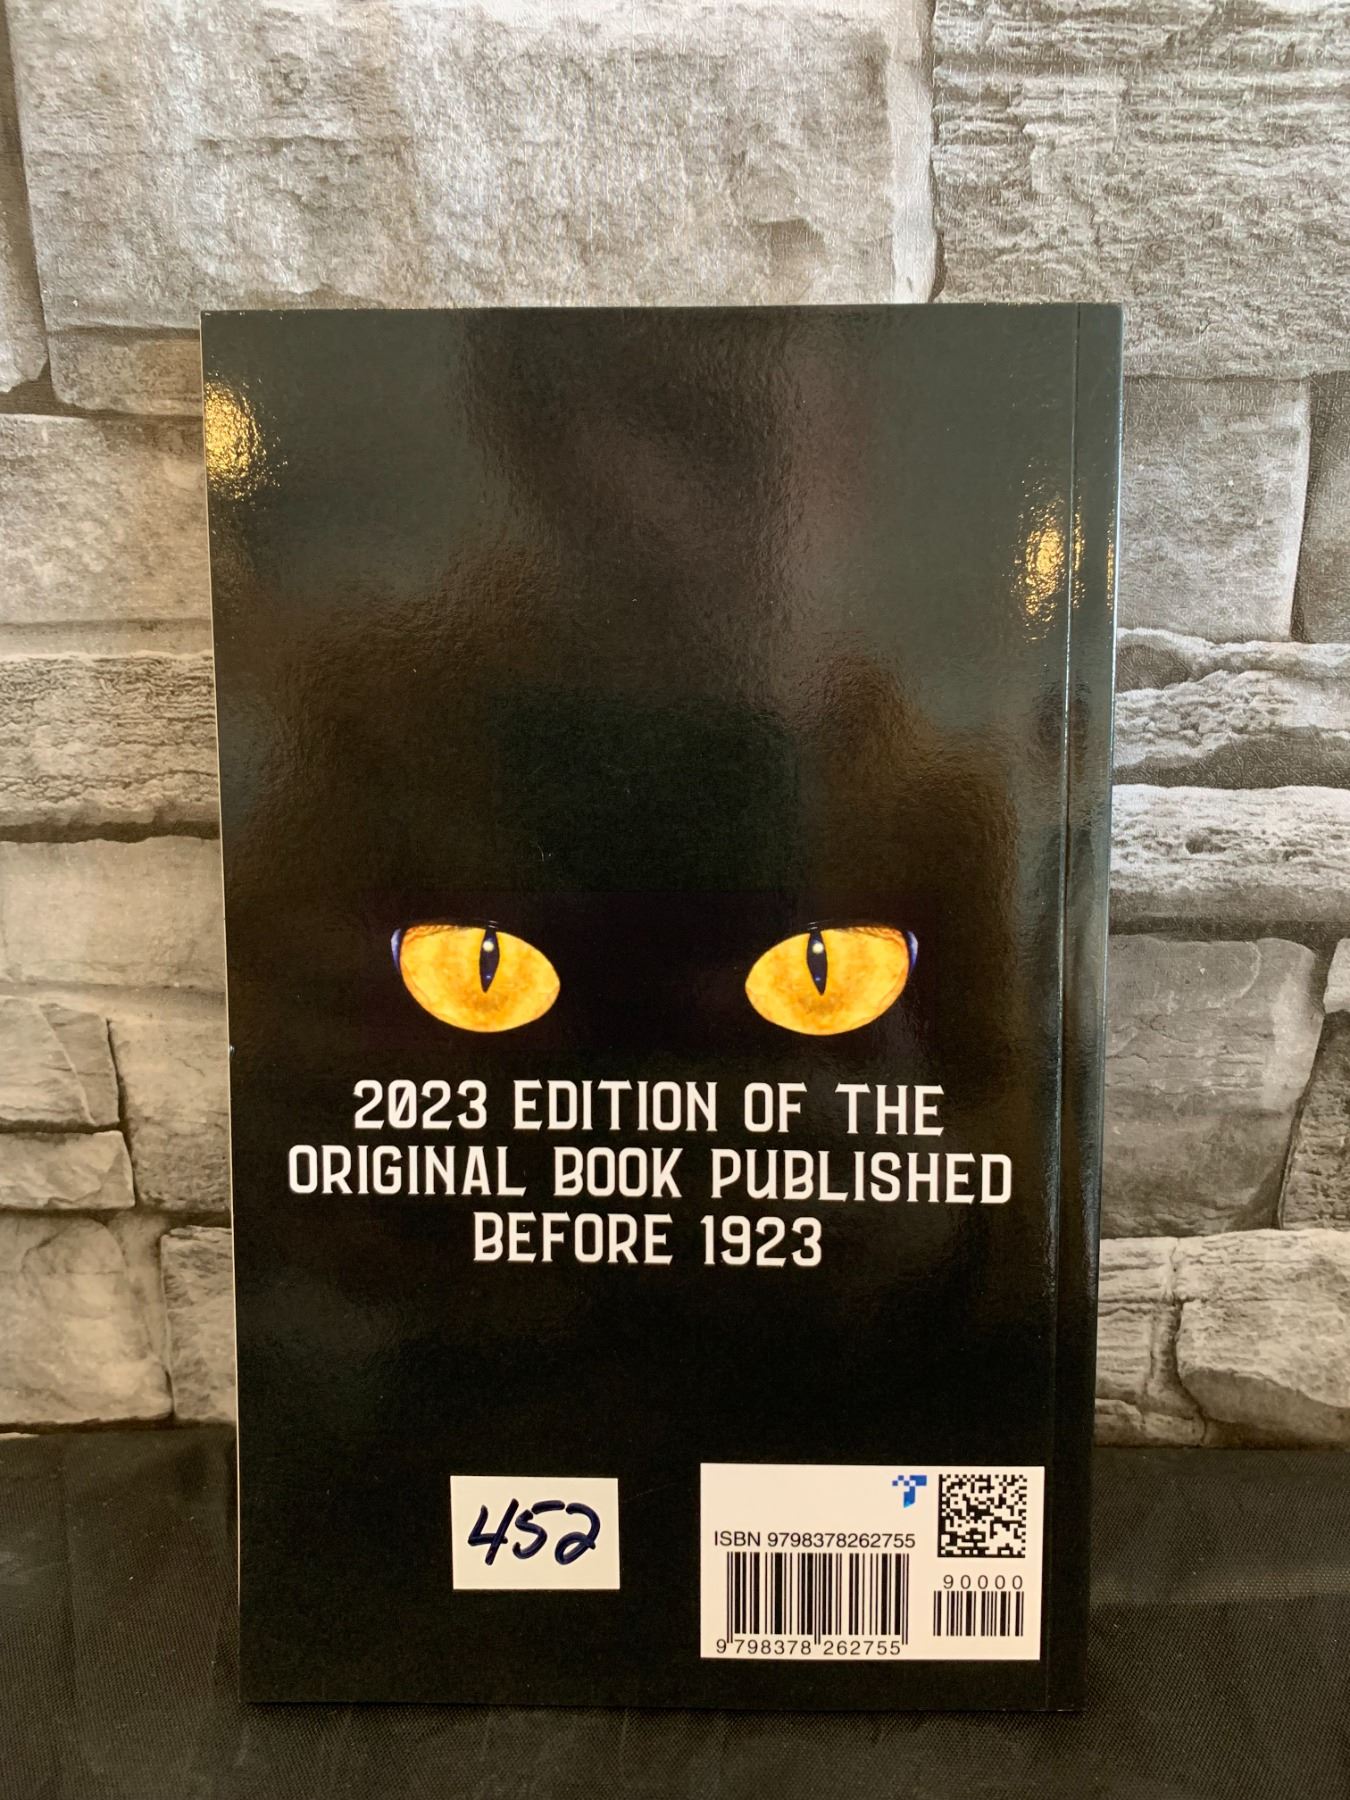 2023 EDITION OF THE
ORIGINAL BOOK PUBLISHED
BEFORE 1923
452
ISBN 9798378262755
90000
9 798378 262755